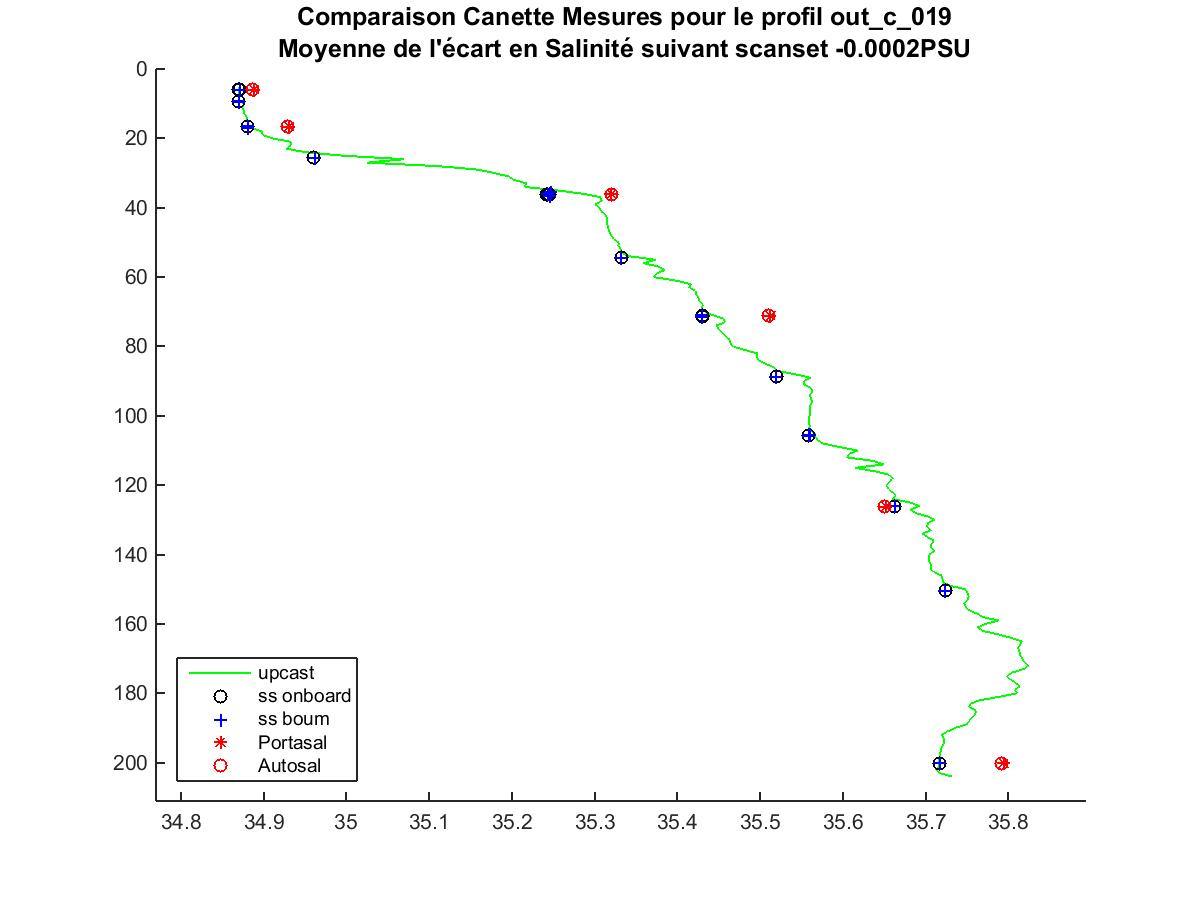 Comparaison Canette Mesures pour le profil out_c_019
Moyenne de l'écart en Salinité suivant scanset -0.0002PSU
0
20
40
60
80
100
120
140
160
180
200
upcast
ss onboard
ss boum
Portasal
Autosal
34.8 34.9 35 35.1 35.2 35.3 35.4 35.5 35.6 35.7 35.8